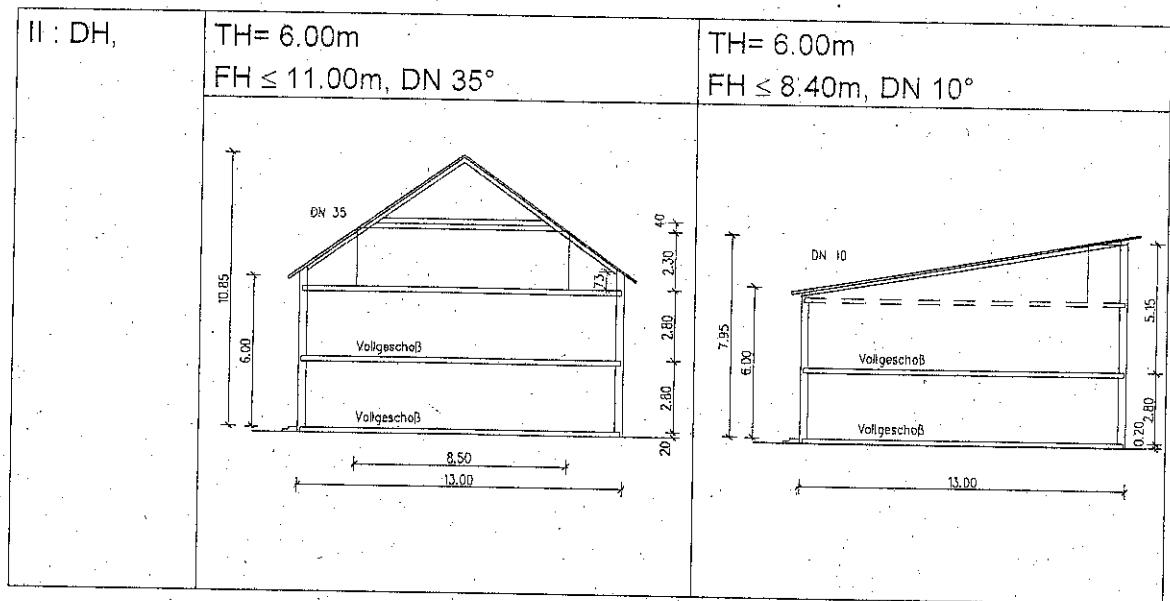 II : DH,
TH= 6.00m
FH ≤ 11.00m, DN 35°
TH= 6.00m
FH ≤ 8.40m, DN 10°
DN 35
10.85
6.00
40
2.30
73
2.80
2.80
20
Vollgeschoß
Vollgeschoß
8.50
13.00
DN 10
7.95
6.00
5.15
2.80
0.20
Vollgeschoß
Vollgeschoß
13.00